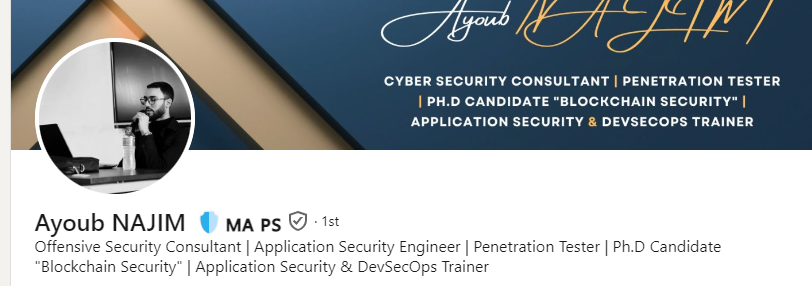 Ayoub NAJIM
CYBER SECURITY CONSULTANT | PENETRATION TESTER
| PH.D CANDIDATE "BLOCKCHAIN SECURITY" |
APPLICATION SECURITY & DEVSECOPS TRAINER
Ayoub NAJIM MA PS · 1st
Offensive Security Consultant | Application Security Engineer | Penetration Tester | Ph.D Candidate
"Blockchain Security" | Application Security & DevSecOps Trainer